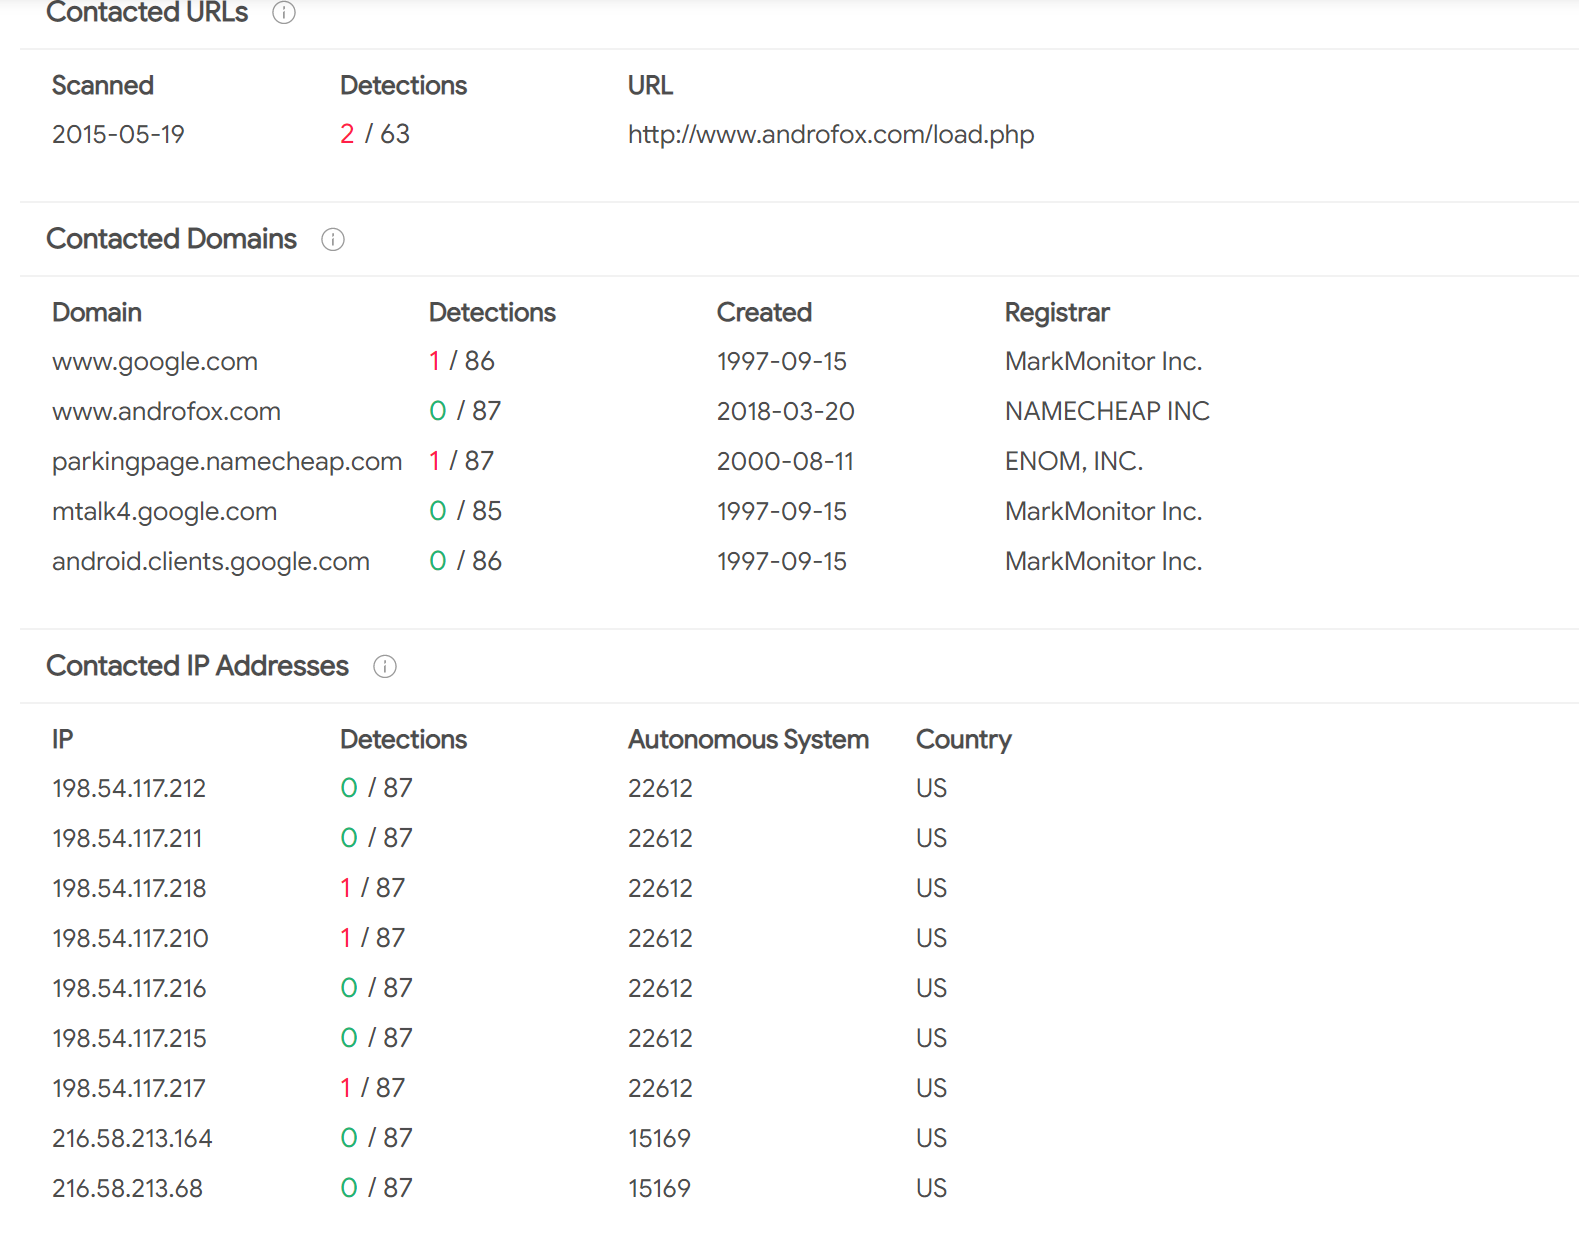 Contacted URLs
Scanned Detections URL
2015-05-19 2 / 63 http://www.androfox.com/load.php
Contacted Domains
Domain Detections Created Registrar
www.google.com 1 / 86 1997-09-15 MarkMonitor Inc.
www.androfox.com 0 / 87 2018-03-20 NAMECHEAP INC
parkingpage.namecheap.com 1 / 87 2000-08-11 ENOM, INC.
mtalk4.google.com 0 / 85 1997-09-15 MarkMonitor Inc.
android.clients.google.com 0 / 86 1997-09-15 MarkMonitor Inc.
Contacted IP Addresses
IP Detections Autonomous System Country
198.54.117.212 0 / 87 22612 US
198.54.117.211 0 / 87 22612 US
198.54.117.218 1 / 87 22612 US
198.54.117.210 1 / 87 22612 US
198.54.117.216 0 / 87 22612 US
198.54.117.215 0 / 87 22612 US
198.54.117.217 1 / 87 22612 US
216.58.213.164 0 / 87 15169 US
216.58.213.68 0 / 87 15169 US